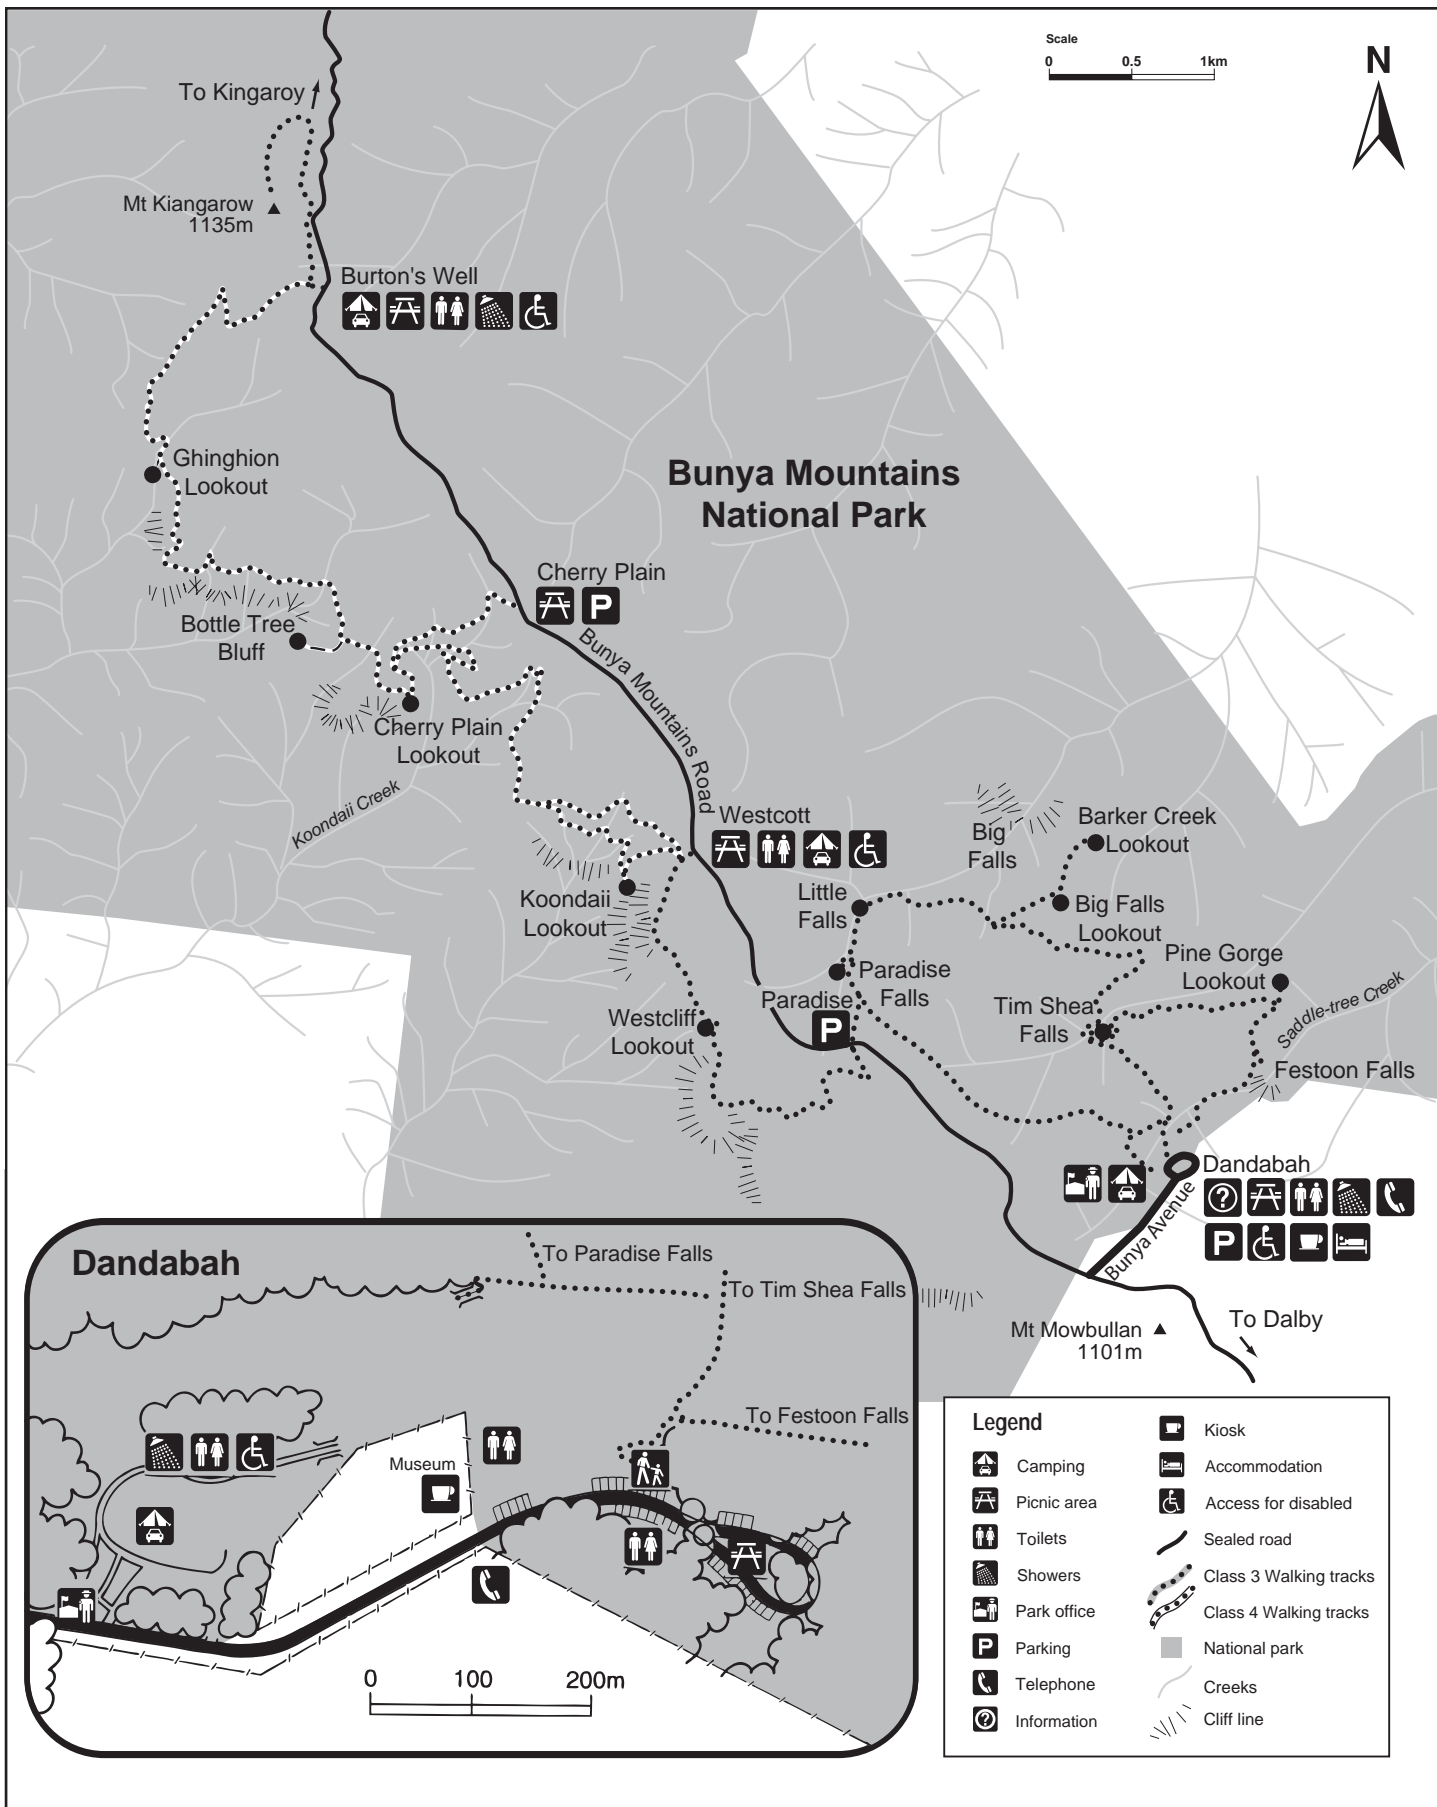 Scale
0 0.5 1km
N
To Kingaroy
Mt Kiangarow
1135m
Burton's Well
Ghinghion
Lookout
Bunya Mountains
National Park
Cherry Plain
P
Bottle Tree
Bluff
Bunya Mountains Road
Cherry Plain
Lookout
Koondaii Creek
Westcott
Big
Falls
Barker Creek
Lookout
Koondaii
Lookout
Little
Falls
Big Falls
Lookout
Pine Gorge
Lookout
Paradise
Falls
Paradise
P
Tim Shea
Falls
Saddle-tree Creek
Westcliff
Lookout
Festoon Falls
Dandabah
?
P
Bunya Avenue
To Dalby
Mt Mowbullan
1101m
Dandabah
To Paradise Falls
To Tim Shea Falls
To Festoon Falls
Museum
0 100 200m
Legend
Camping
Picnic area
Toilets
Showers
Park office
P Parking
Telephone
? Information
Kiosk
Accommodation
Access for disabled
Sealed road
Class 3 Walking tracks
Class 4 Walking tracks
National park
Creeks
Cliff line